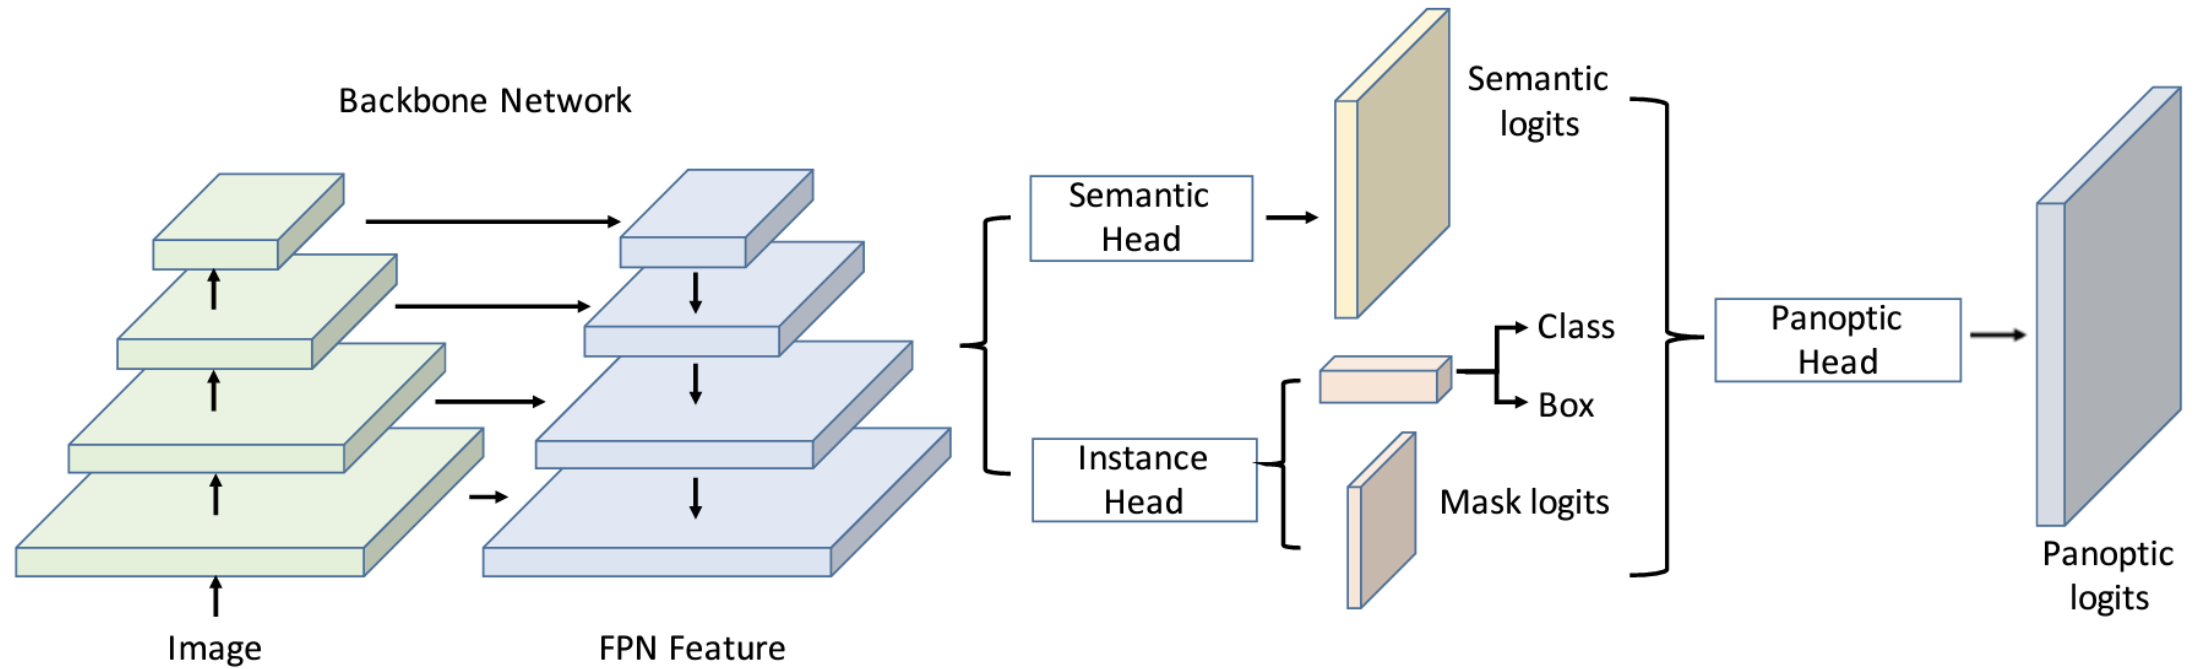 Backbone Network
Image
FPN Feature
Semantic
Head
Instance
Head
Semantic
logits
Class
Box
Mask logits
Panoptic
Head
Panoptic
logits